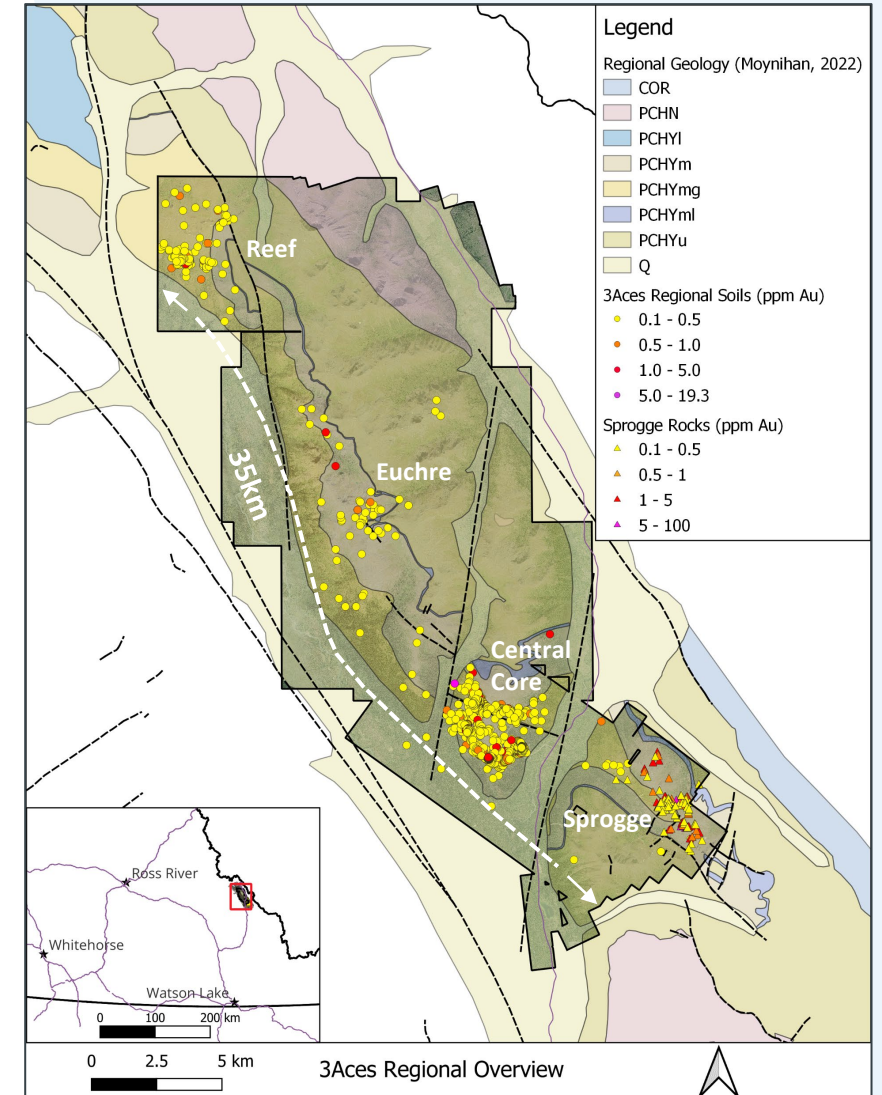 Legend
Regional Geology (Moynihan, 2022)
COR
PCHN
PCHYl
PCHYm
PCHYmg
PCHYml
PCHYu
Q
3Aces Regional Soils (ppm Au)
0.1 - 0.5
0.5 - 1.0
1.0 - 5.0
5.0 - 19.3
Sprogge Rocks (ppm Au)
0.1 - 0.5
0.5 - 1
1 - 5
5 - 100
Reef
35km
Euchre
Central
Core
Sprogge
Ross River
Whitehorse
Watson Lake
0 100 200 km
0 2.5 5 km
3Aces Regional Overview